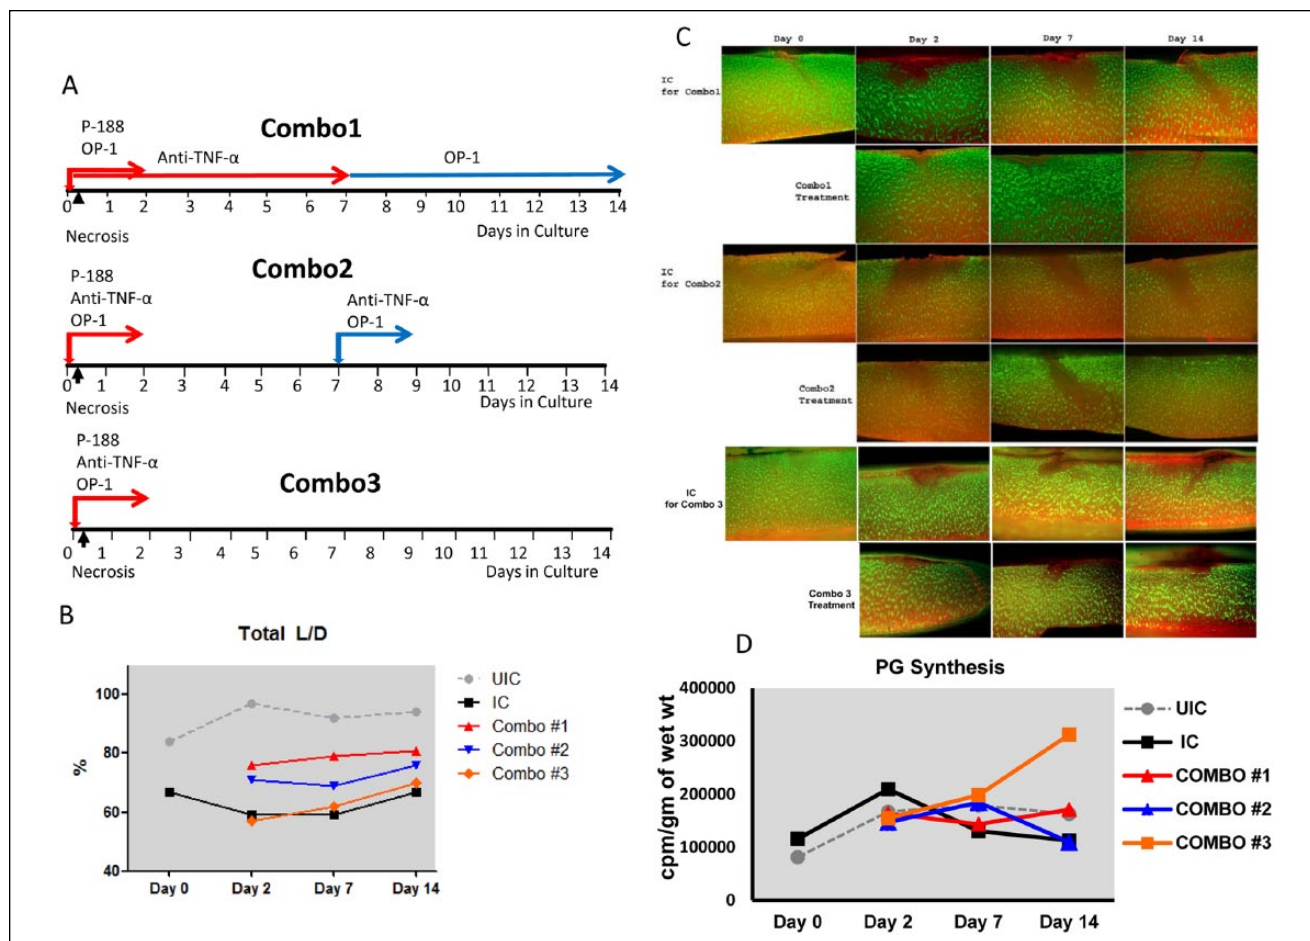 A
Combo1
P-188
OP-1
Anti-TNF-α
OP-1
0 1 2 3 4 5 6 7 8 9 10 11 12 13 14
Necrosis
Days in Culture
Combo2
P-188
Anti-TNF-α
OP-1
Anti-TNF-α
OP-1
0 1 2 3 4 5 6 7 8 9 10 11 12 13 14
Necrosis
Days in Culture
P-188
Anti-TNF-α
OP-1
Combo3
0 1 2 3 4 5 6 7 8 9 10 11 12 13 14
Necrosis
Days in Culture
B
Total L/D
%
100
80
60
40
Day 0 Day 2 Day 7 Day 14
UIC
IC
Combo #1
Combo #2
Combo #3
C
Day 0 Day 2 Day 7 Day 14
IC
for Combo1
Combo1
Treatment
IC
for Combo2
Combo2
Treatment
IC
for Combo 3
Combo 3
Treatment
D
PG Synthesis
cpm/gm of wet wt
400000
300000
200000
100000
0
Day 0 Day 2 Day 7 Day 14
UIC
IC
COMBO #1
COMBO #2
COMBO #3